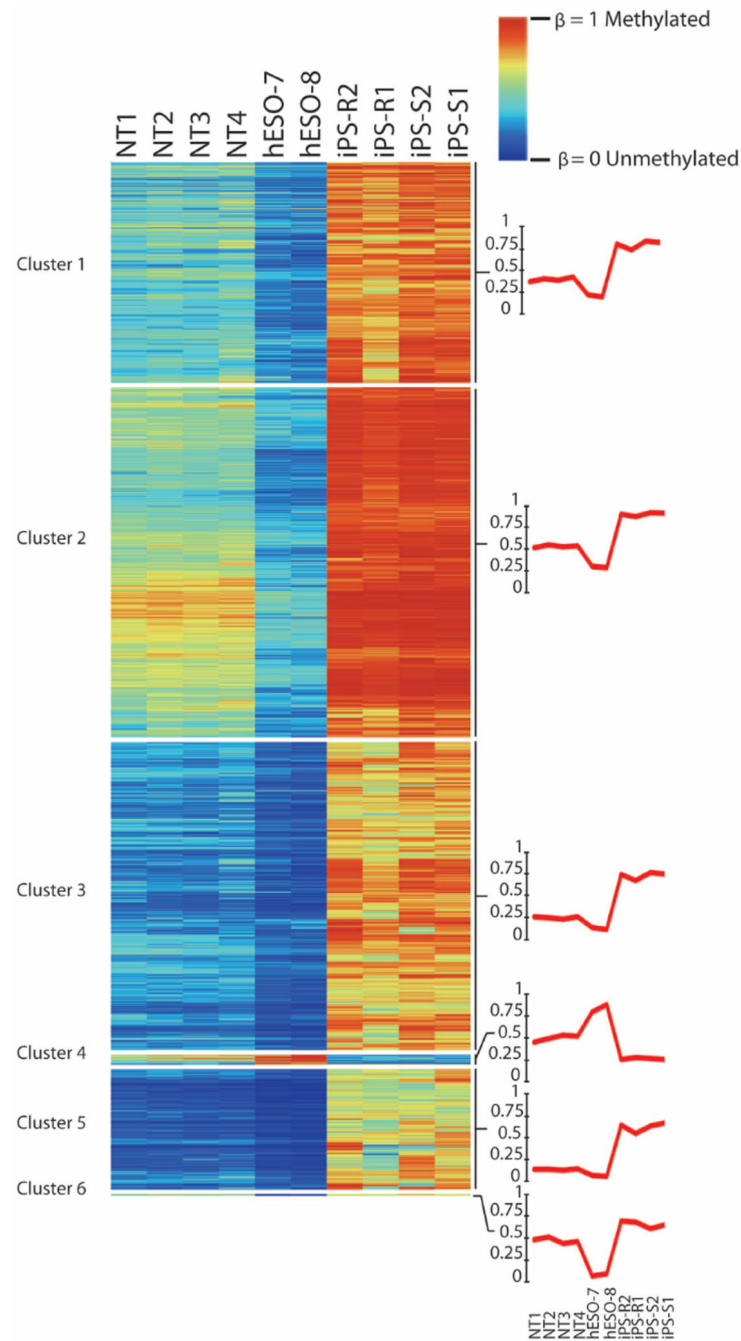 β = 1 Methylated
β = 0 Unmethylated
NT1
NT2
NT3
NT4
hESO-7
hESO-8
iPS-R2
iPS-R1
iPS-S2
iPS-S1
Cluster 1
1
0.75
0.5
0.25
0
Cluster 2
1
0.75
0.5
0.25
0
Cluster 3
1
0.75
0.5
0.25
0
Cluster 4
1
0.75
0.5
0.25
0
Cluster 5
1
0.75
0.5
0.25
0
Cluster 6
1
0.75
0.5
0.25
0
NT1
NT2
NT3
NT4
hESO-7
hESO-8
iPS-R2
iPS-R1
iPS-S2
iPS-S1